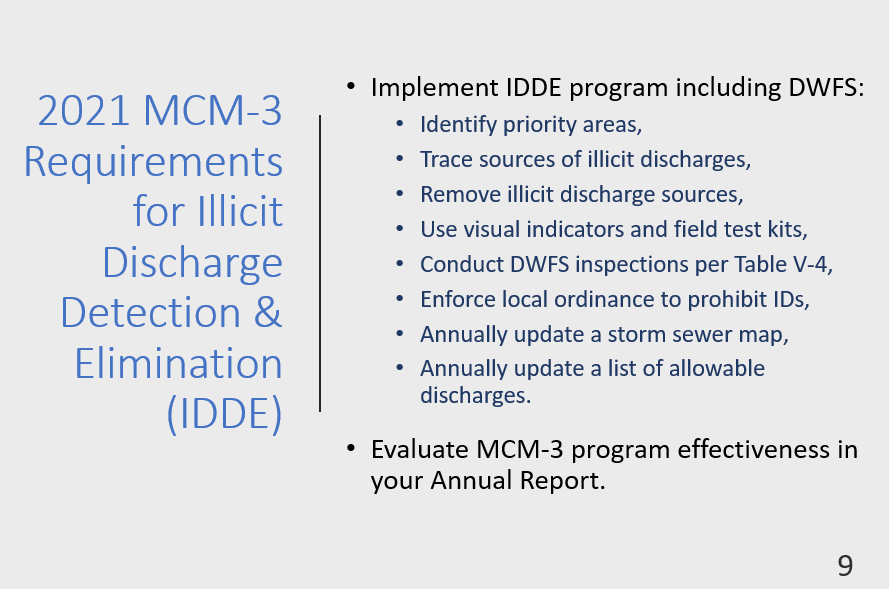 2021 MCM-3
Requirements
for Illicit
Discharge
Detection &
Elimination
(IDDE)
• Implement IDDE program including DWFS:
• Identify priority areas,
• Trace sources of illicit discharges,
• Remove illicit discharge sources,
• Use visual indicators and field test kits,
• Conduct DWFS inspections per Table V-4,
• Enforce local ordinance to prohibit IDs,
• Annually update a storm sewer map,
• Annually update a list of allowable
discharges.
• Evaluate MCM-3 program effectiveness in
your Annual Report.
9